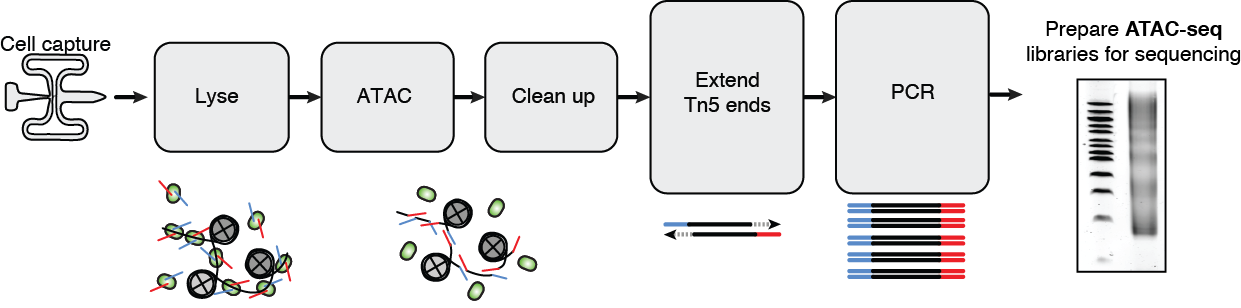 Cell capture
Lyse
ATAC
Clean up
Extend
Tn5 ends
PCR
Prepare ATAC-seq
libraries for sequencing